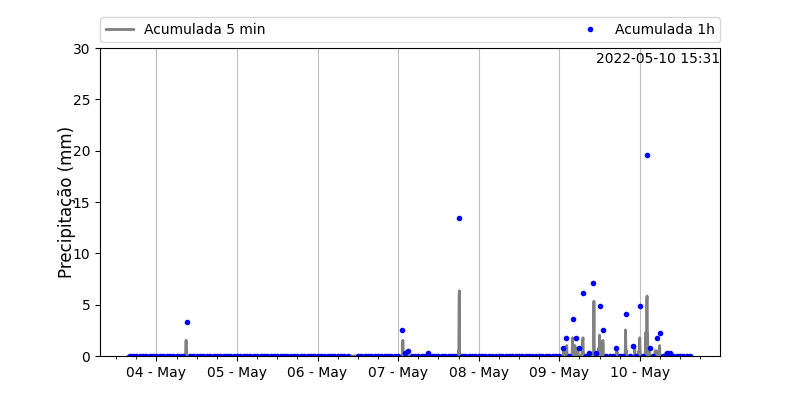 Acumulada 5 min
Acumulada 1h
2022-05-10 15:31
Precipitação (mm)
30
25
20
15
10
5
0
04 - May
05 - May
06 - May
07 - May
08 - May
09 - May
10 - May